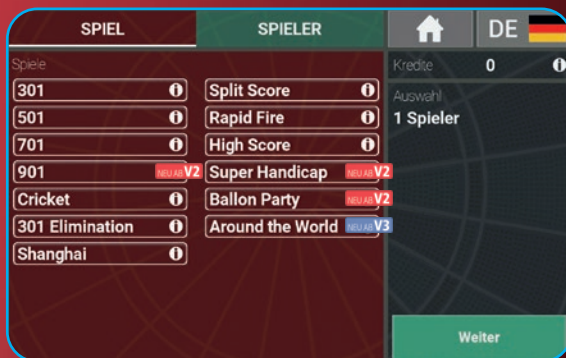 SPIEL
SPIELER
DE
Spiele
301
501
701
901 NEU AB V2
Cricket
301 Elimination
Shanghai
Split Score
Rapid Fire
High Score
Super Handicap NEU AB V2
Ballon Party NEU AB V2
Around the World NEU AB V3
Kredite 0
Auswahl
1 Spieler
Weiter